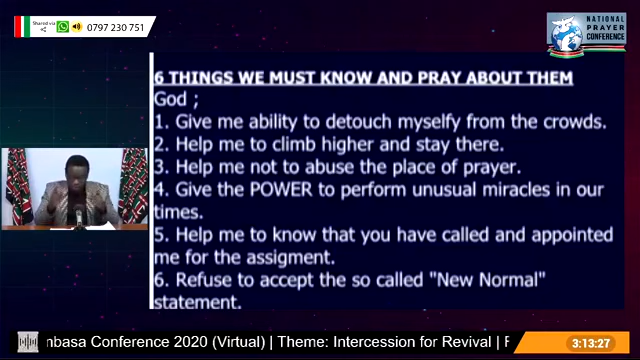 Shared via
0797 230 751
NATIONAL
PRAYER
CONFERENCE
6 THINGS WE MUST KNOW AND PRAY ABOUT THEM
God ;
1. Give me ability to detouch myselfy from the crowds.
2. Help me to climb higher and stay there.
3. Help me not to abuse the place of prayer.
4. Give the POWER to perform unusual miracles in our
times.
5. Help me to know that you have called and appointed
me for the assigment.
6. Refuse to accept the so called "New Normal"
statement.
nbasa Conference 2020 (Virtual) | Theme: Intercession for Revival |
3:13:27